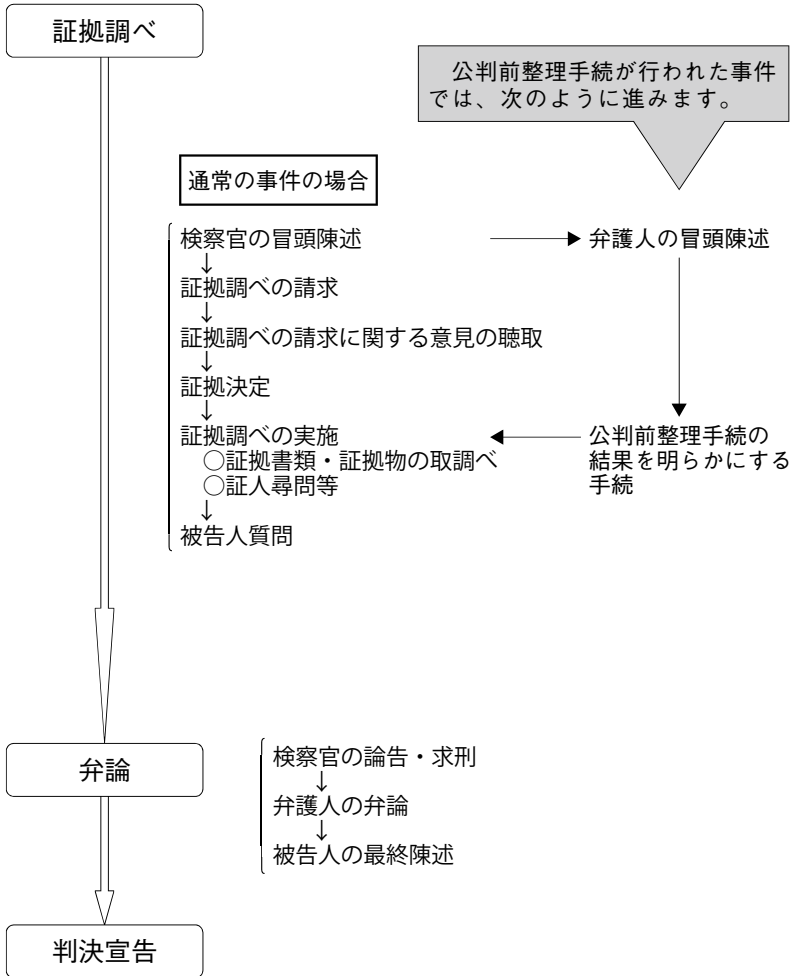 証拠調べ
公判前整理手続が行われた事件
では、次のように進みます。
通常の事件の場合
検察官の冒頭陳述
弁護人の冒頭陳述
↓
証拠調べの請求
↓
証拠調べの請求に関する意見の聴取
↓
証拠決定
↓
証拠調べの実施
○証拠書類・証拠物の取調べ
○証人尋問等
↓
被告人質問
公判前整理手続の
結果を明らかにする
手続
弁論
検察官の論告・求刑
↓
弁護人の弁論
↓
被告人の最終陳述
判決宣告